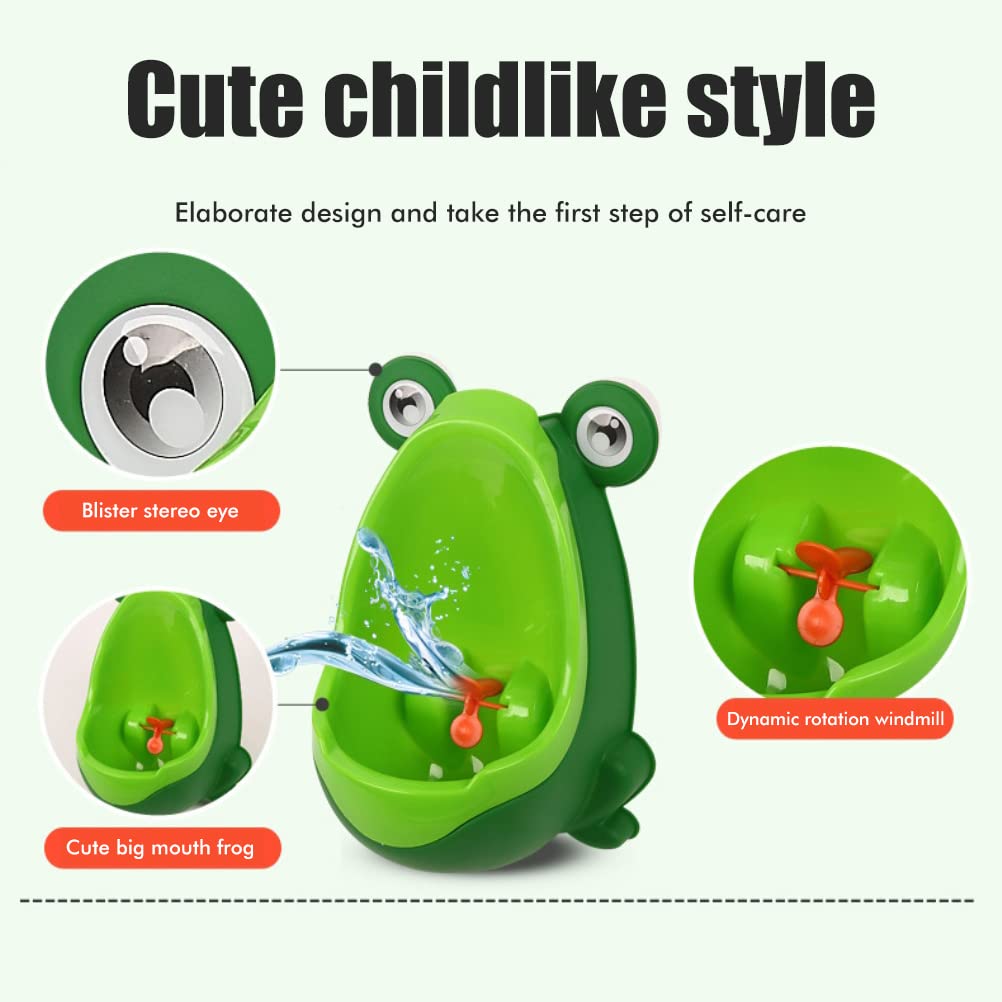 Cute childlike style
Elaborate design and take the first step of self-care
Blister stereo eye
Cute big mouth frog
Dynamic rotation windmill